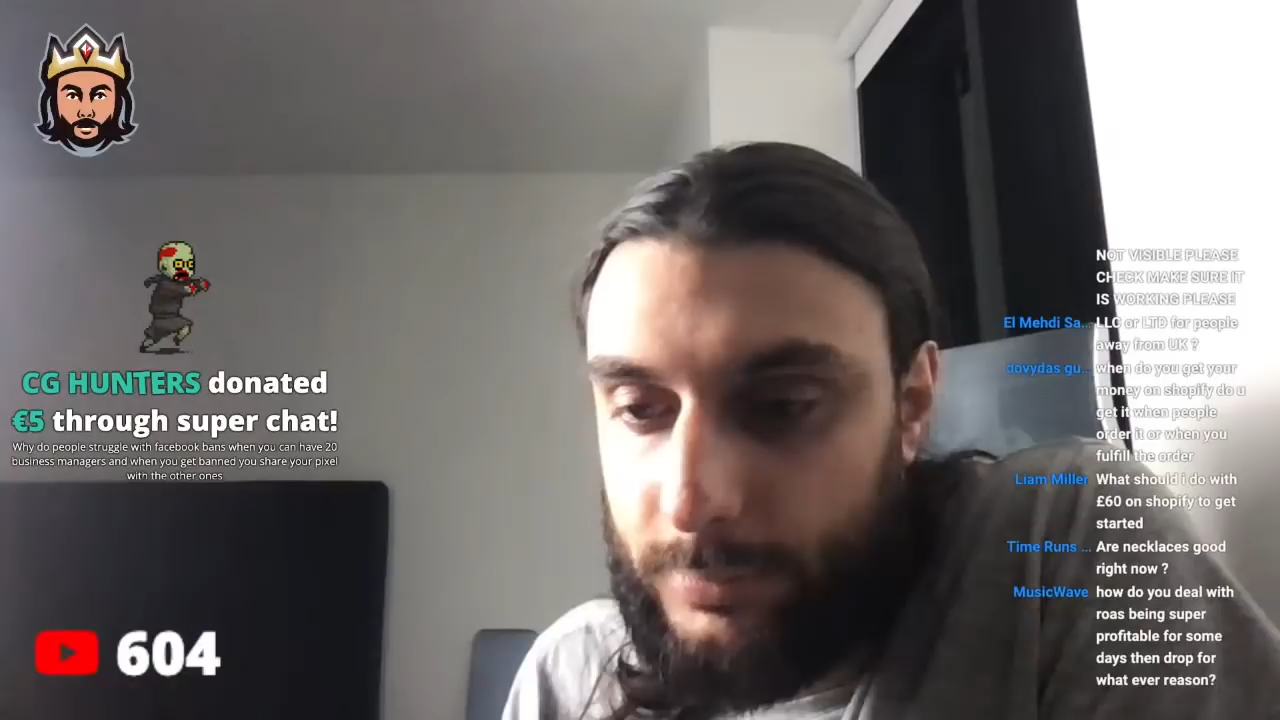 CG HUNTERS donated
€5 through super chat!
Why do people struggle with facebook bans when you can have 20
business managers and when you get banned you share your pixel
with the other ones
604
NOT VISIBLE PLEASE
CHECK MAKE SURE IT
IS WORKING PLEASE
El Mehdi Sa... LLC or LTD for people
away from UK ?
dovydas gu... when do you get your
money on shopify do u
get it when people
order it or when you
fulfill the order
Liam Miller What should i do with
£60 on shopify to get
started
Time Runs ... Are necklaces good
right now ?
MusicWave how do you deal with
roas being super
profitable for some
days then drop for
what ever reason?